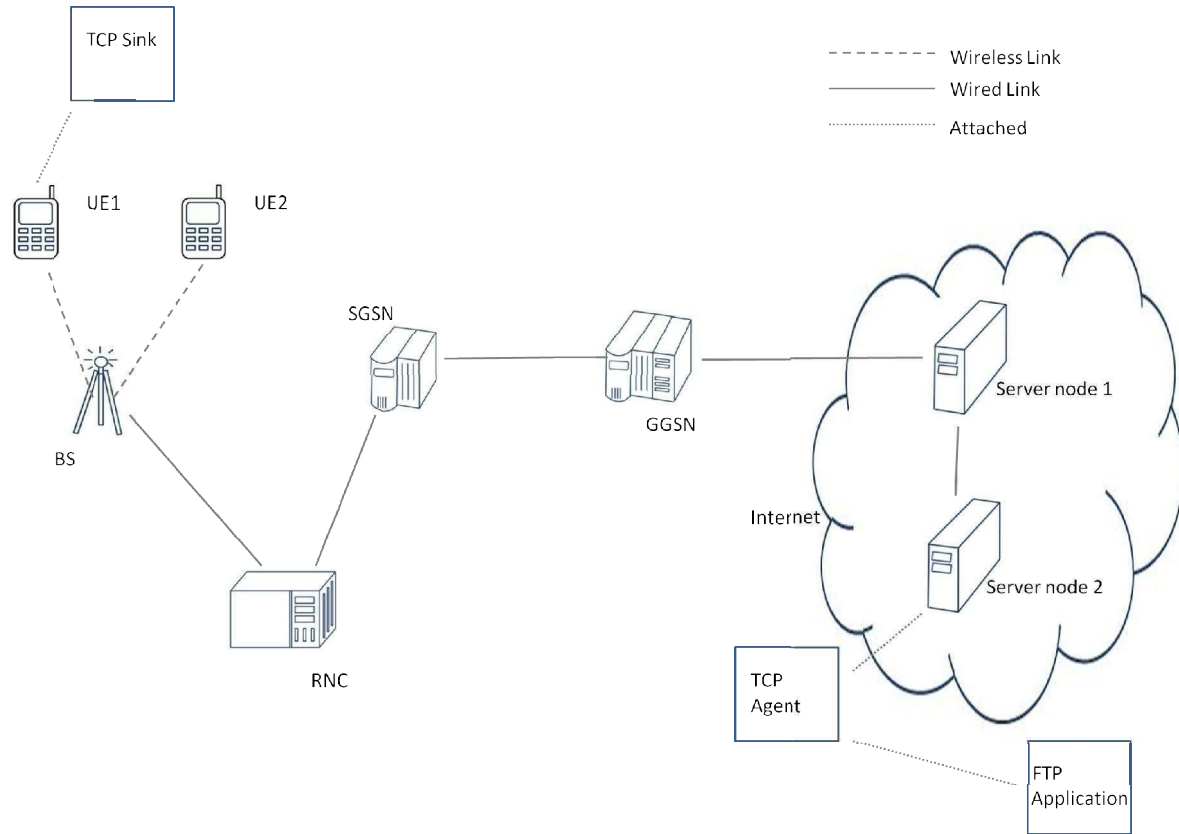 TCP Sink
Wireless Link
Wired Link
Attached
UE1
UE2
SGSN
GGSN
Server node 1
BS
Internet
Server node 2
RNC
TCP
Agent
FTP
Application